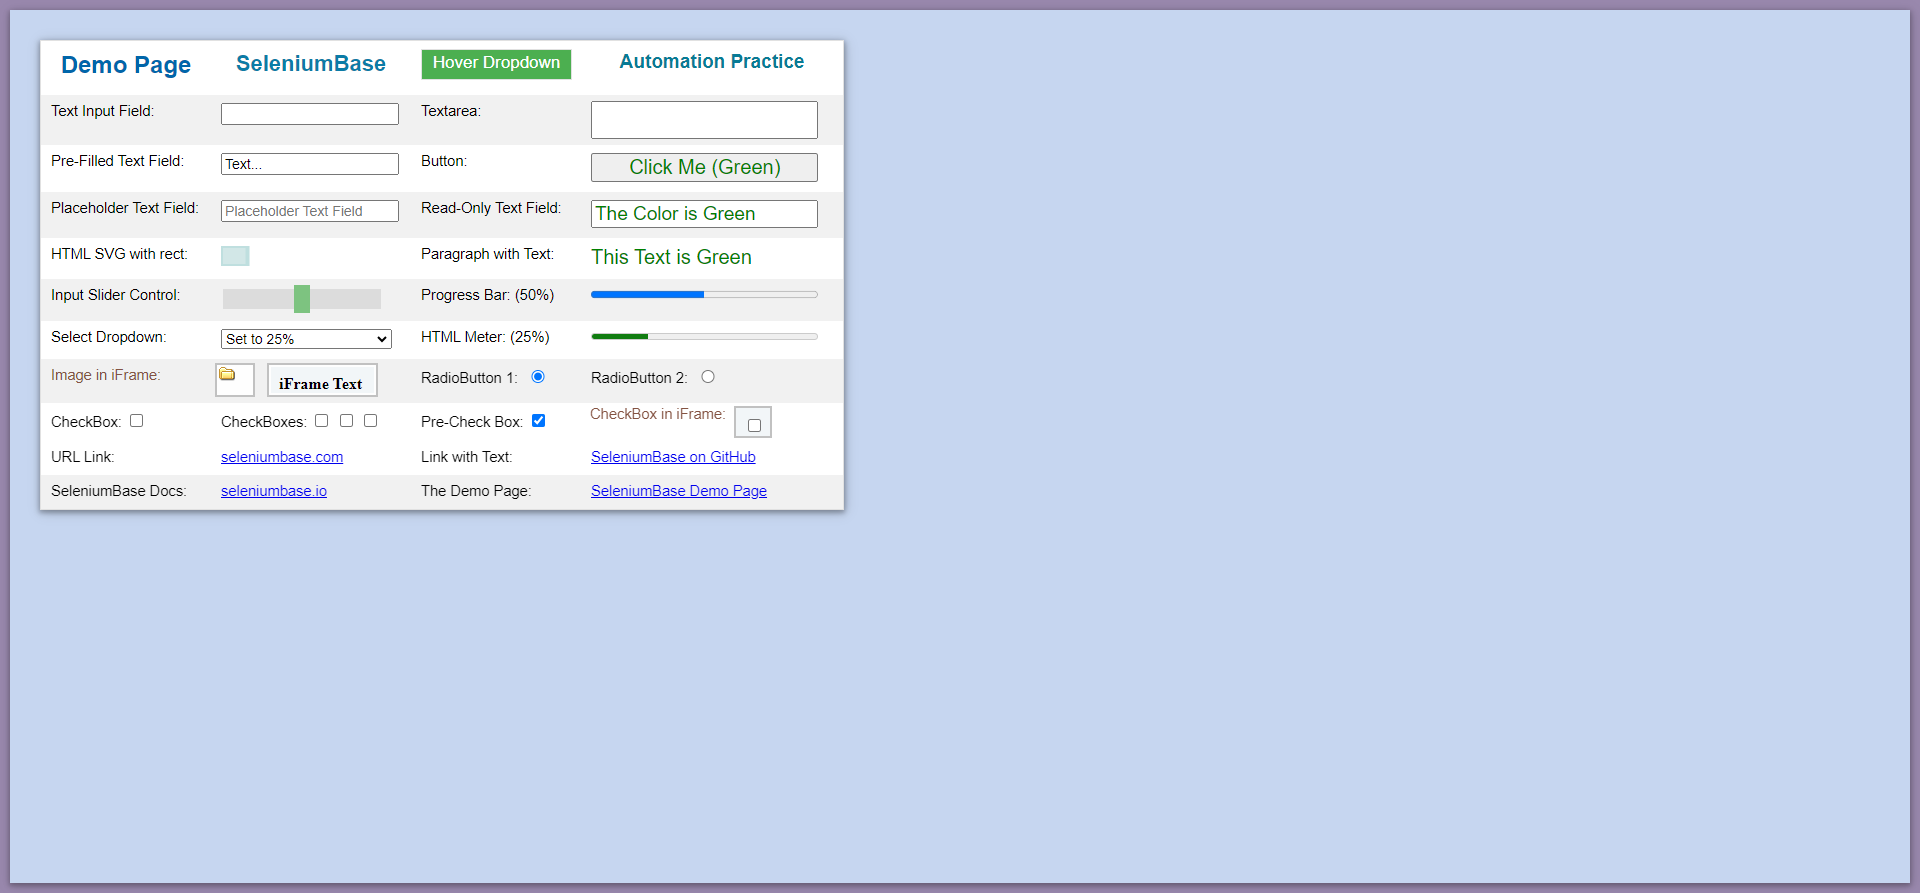 Demo Page SeleniumBase Hover Dropdown Automation Practice
Text Input Field: Textarea:
Pre-Filled Text Field: Text... Button: Click Me (Green)
Placeholder Text Field: Placeholder Text Field Read-Only Text Field: The Color is Green
HTML SVG with rect: Paragraph with Text: This Text is Green
Input Slider Control: Progress Bar: (50%)
Select Dropdown: Set to 25% HTML Meter: (25%)
Image in iFrame: iFrame Text RadioButton 1: RadioButton 2:
CheckBox: CheckBoxes: Pre-Check Box: CheckBox in iFrame:
URL Link: seleniumbase.com Link with Text: SeleniumBase on GitHub
SeleniumBase Docs: seleniumbase.io The Demo Page: SeleniumBase Demo Page